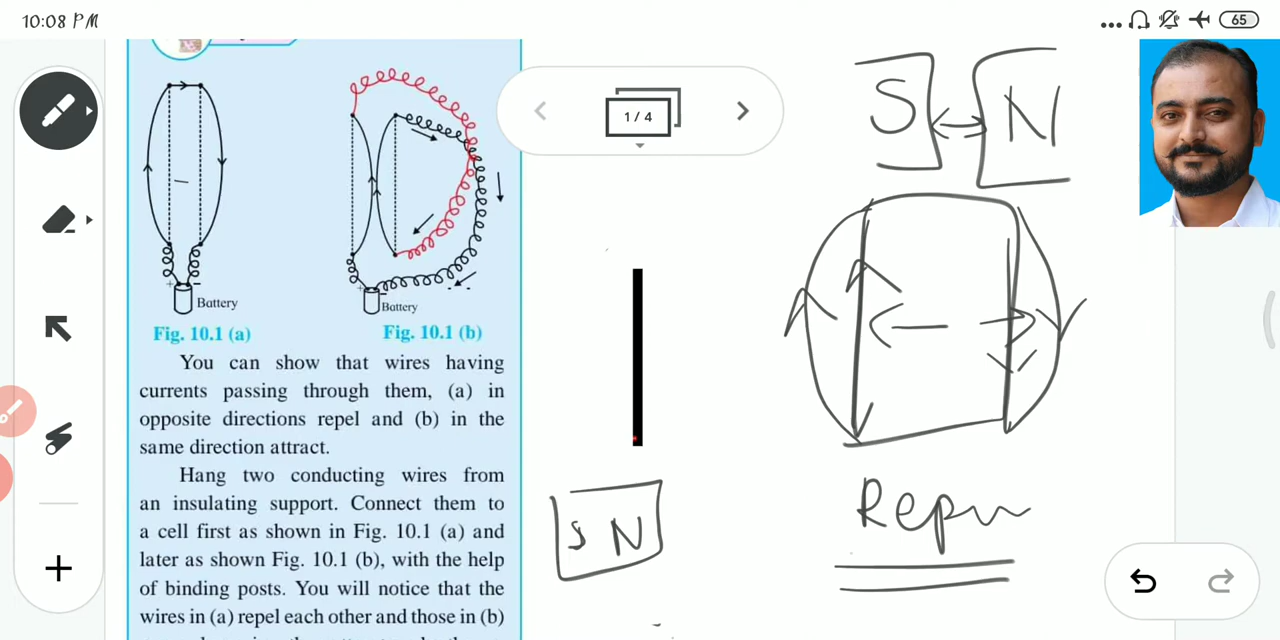 10:08 PM
65
1 / 4
S N
Battery
Battery
Fig. 10.1 (a)
Fig. 10.1 (b)
You can show that wires having
currents passing through them, (a) in
opposite directions repel and (b) in the
same direction attract.
Hang two conducting wires from
an insulating support. Connect them to
a cell first as shown in Fig. 10.1 (a) and
later as shown Fig. 10.1 (b), with the help
of binding posts. You will notice that the
wires in (a) repel each other and those in (b)
S N